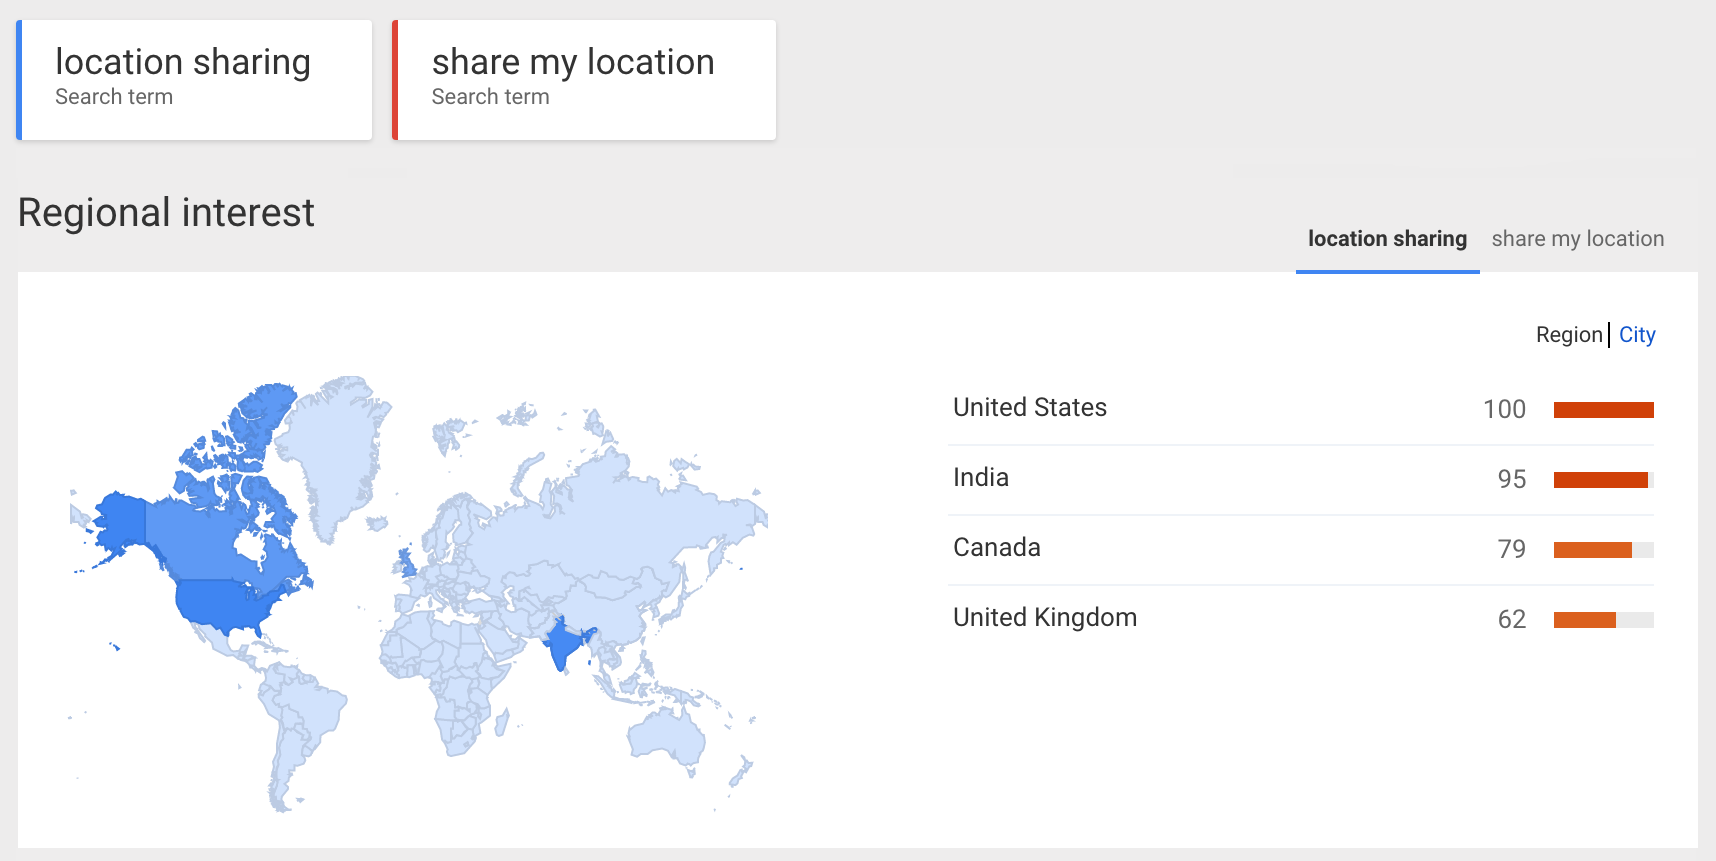 location sharing
Search term
share my location
Search term
Regional interest
location sharing share my location
Region | City
United States 100
India 95
Canada 79
United Kingdom 62